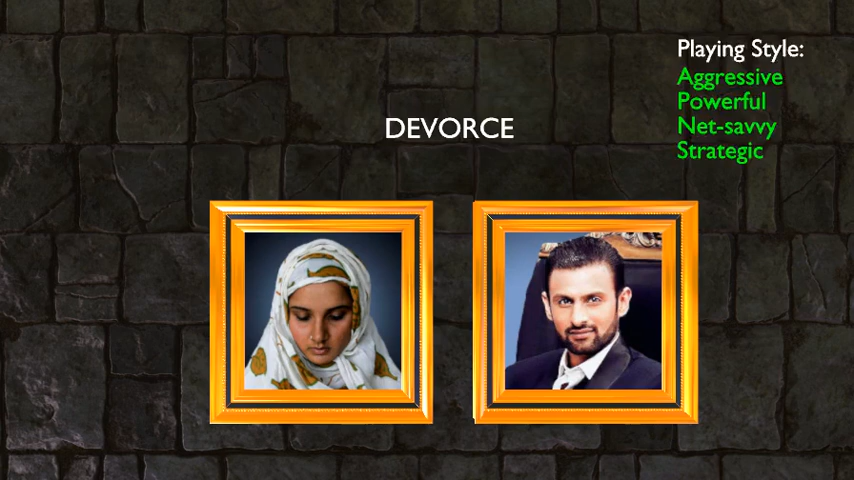 Playing Style:
Aggressive
Powerful
Net-savvy
Strategic
DEVORCE